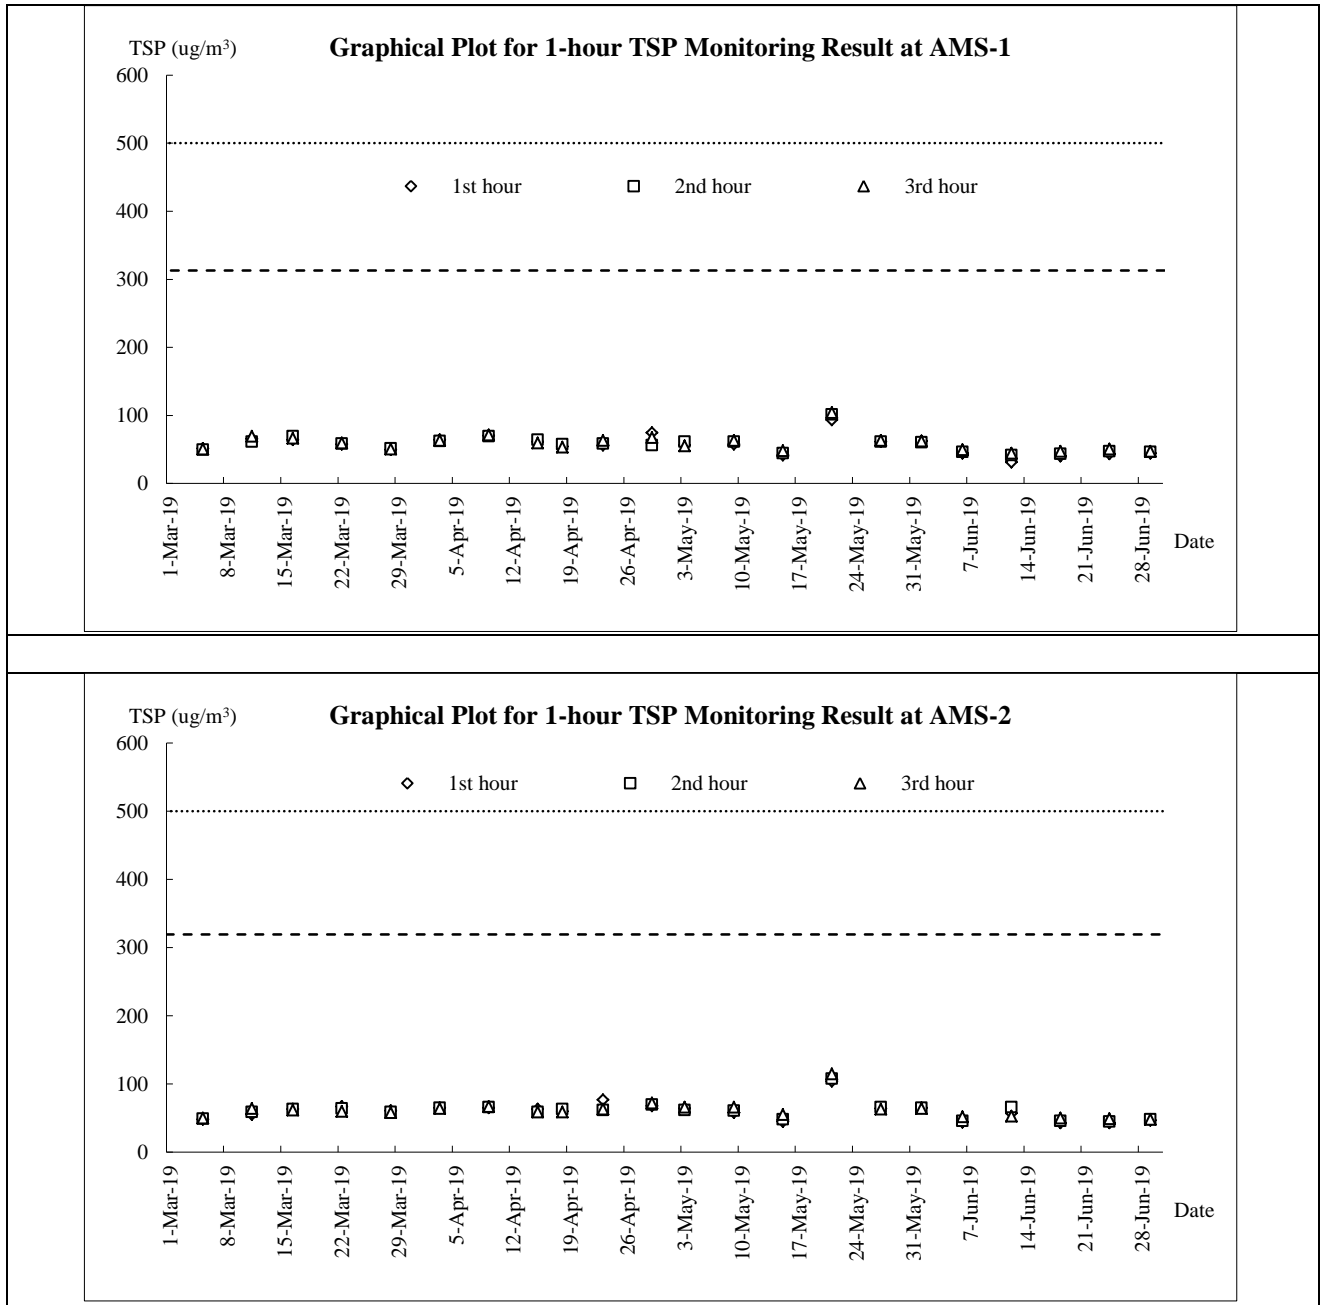 TSP (ug/m³) Graphical Plot for 1-hour TSP Monitoring Result at AMS-1
600
500
1st hour 2nd hour 3rd hour
400
300
200
100
0
1-Mar-19 8-Mar-19 15-Mar-19 22-Mar-19 29-Mar-19 5-Apr-19 12-Apr-19 19-Apr-19 26-Apr-19 3-May-19 10-May-19 17-May-19 24-May-19 31-May-19 7-Jun-19 14-Jun-19 21-Jun-19 28-Jun-19 Date
TSP (ug/m³) Graphical Plot for 1-hour TSP Monitoring Result at AMS-2
600
1st hour 2nd hour 3rd hour
500
400
300
200
100
0
1-Mar-19 8-Mar-19 15-Mar-19 22-Mar-19 29-Mar-19 5-Apr-19 12-Apr-19 19-Apr-19 26-Apr-19 3-May-19 10-May-19 17-May-19 24-May-19 31-May-19 7-Jun-19 14-Jun-19 21-Jun-19 28-Jun-19 Date